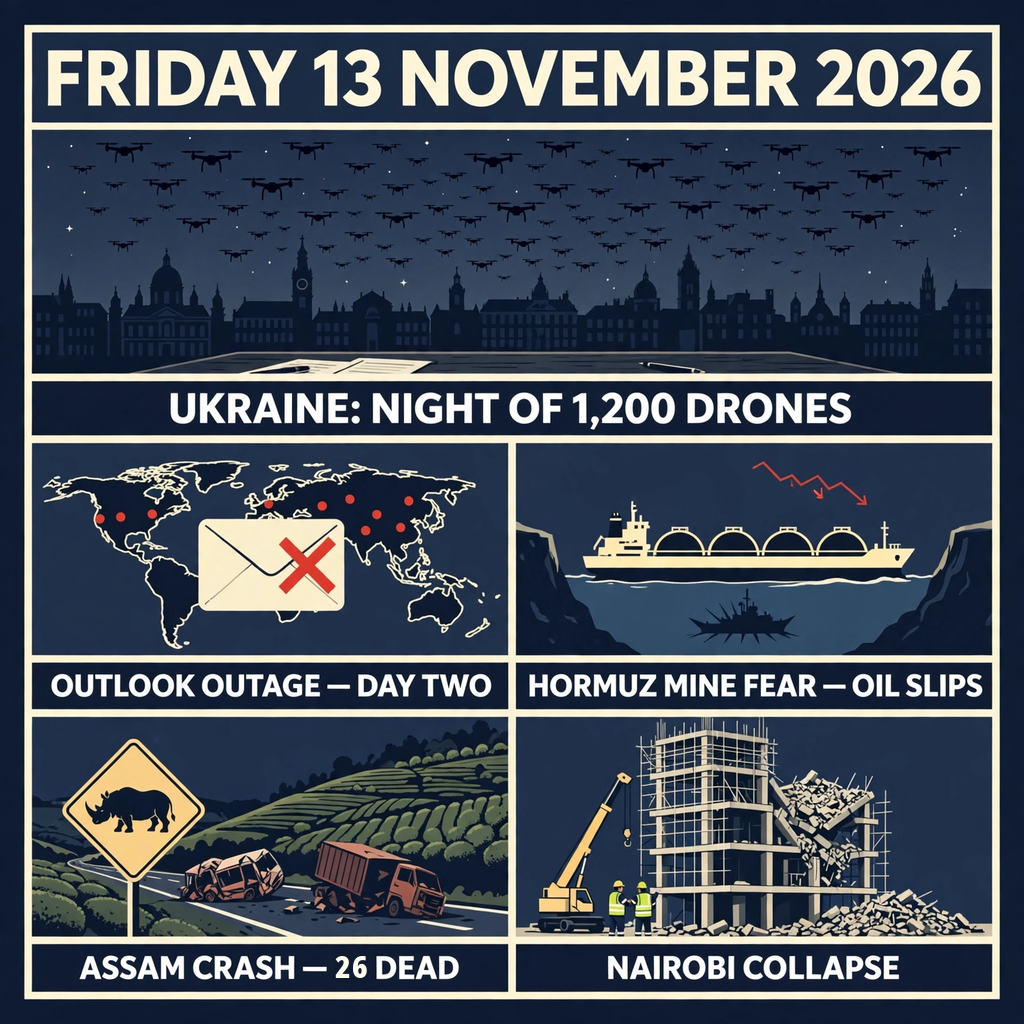 FRIDAY 13 NOVEMBER 2026
UKRAINE: NIGHT OF 1,200 DRONES
OUTLOOK OUTAGE — DAY TWO
HORMUZ MINE FEAR — OIL SLIPS
ASSAM CRASH — 26 DEAD
NAIROBI COLLAPSE